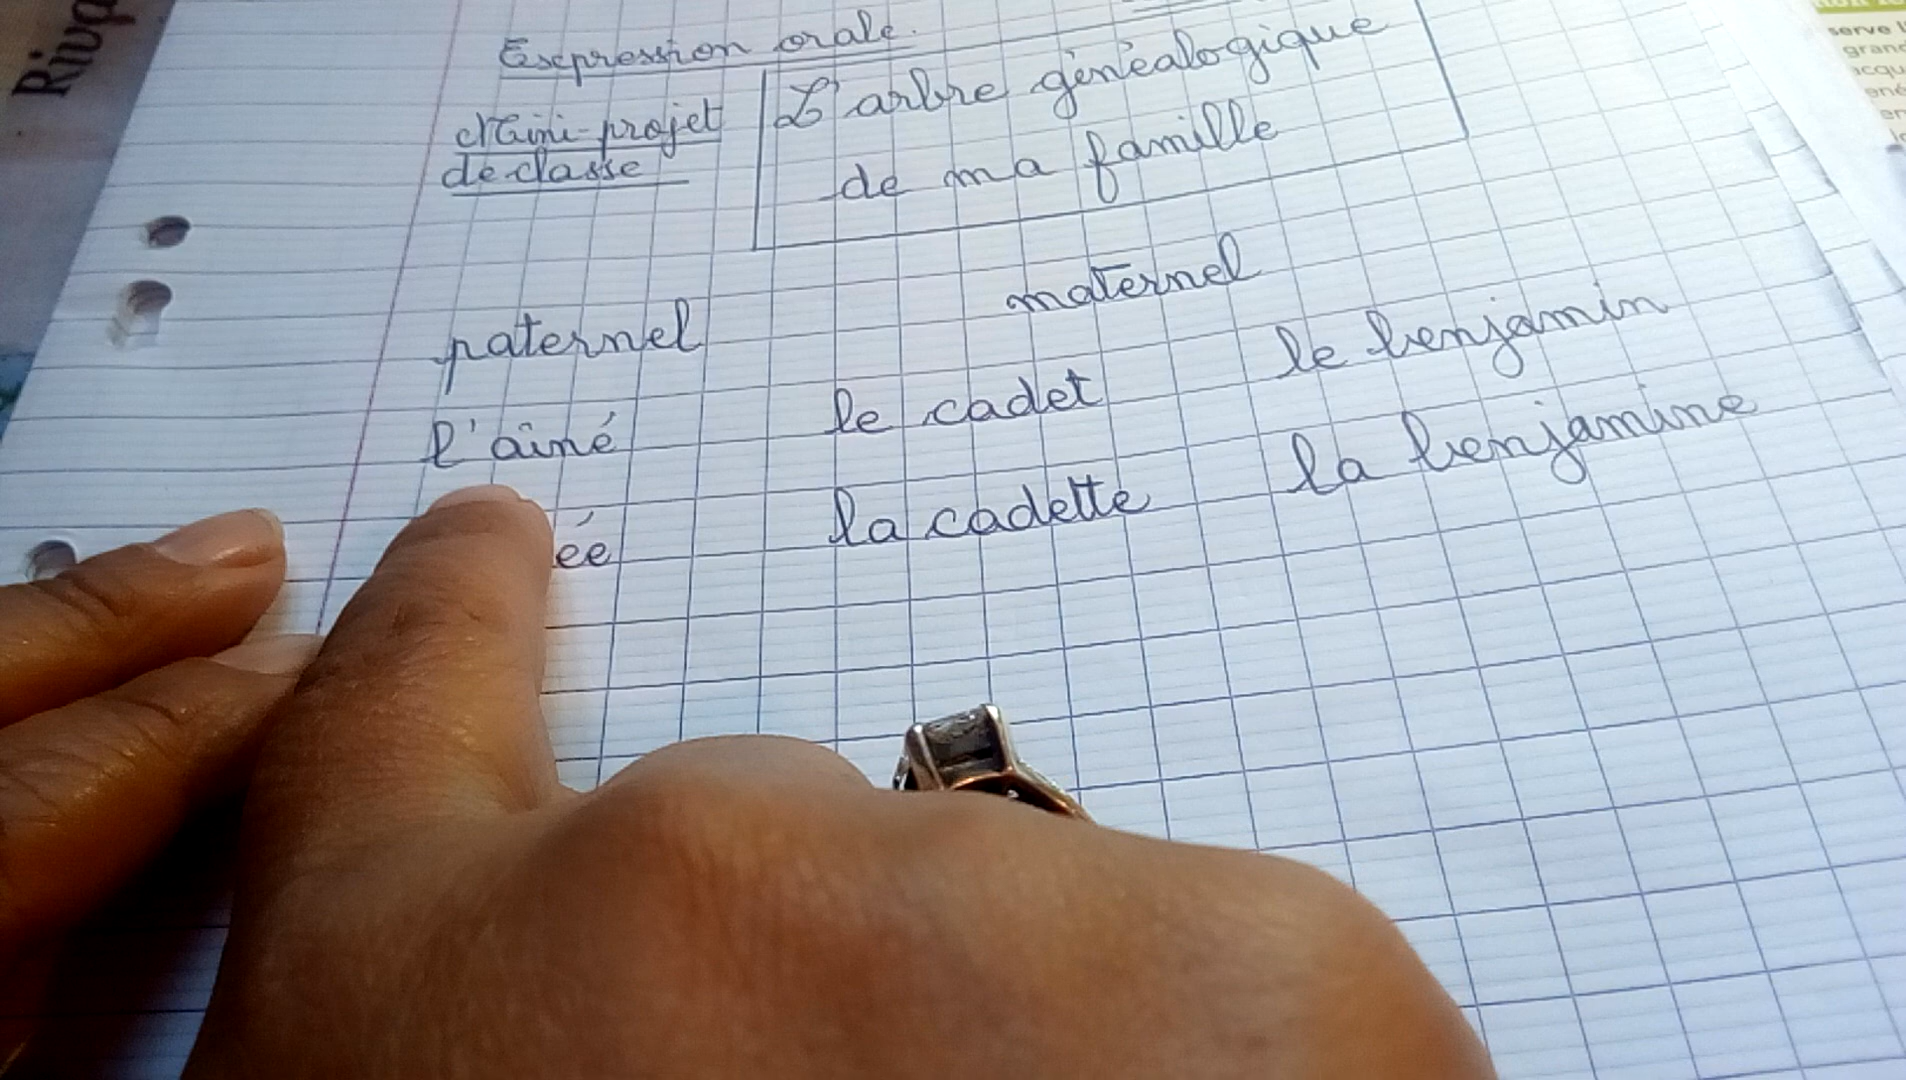 Expression orale.
Mini-projet
de classe
L'arbre généalogique
de ma famille
paternel maternel
l'aîné le cadet le benjamin
ée la cadette la benjamine